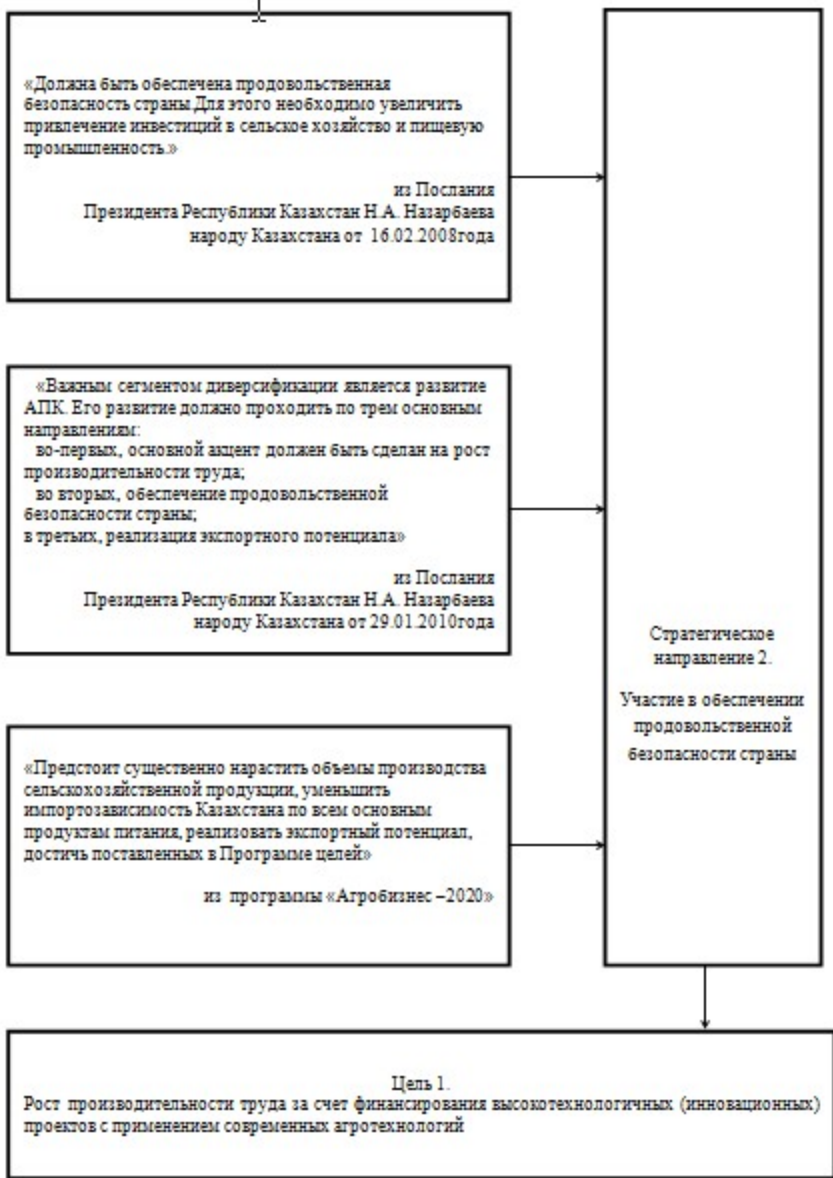 «Должна быть обеспечена продовольственная
безопасность страны.Для этого необходимо увеличить
привлечение инвестиций в сельское хозяйство и пищевую
промышленность.»
из Послания
Президента Республики Казахстан Н.А. Назарбаева
народу Казахстана от 16.02.2008года
«Важным сегментом диверсификации является развитие
АПК. Его развитие должно проходить по трем основным
направлениям:
во-первых, основной акцент должен быть сделан на рост
производительности труда;
во вторых, обеспечение продовольственной
безопасности страны;
в третьих, реализация экспортного потенциала»
из Послания
Президента Республики Казахстан Н.А. Назарбаева
народу Казахстана от 29.01.2010года
«Предстоит существенно нарастить объемы производства
сельскохозяйственной продукции, уменьшить
импортозависимость Казахстана по всем основным
продуктам питания, реализовать экспортный потенциал,
достичь поставленных в Программе целей»
из программы «Агробизнес –2020»
Стратегическое
направление 2.
Участие в обеспечении
продовольственной
безопасности страны
Цель 1.
Рост производительности труда за счет финансирования высокотехнологичных (инновационных)
проектов с применением современных агротехнологий